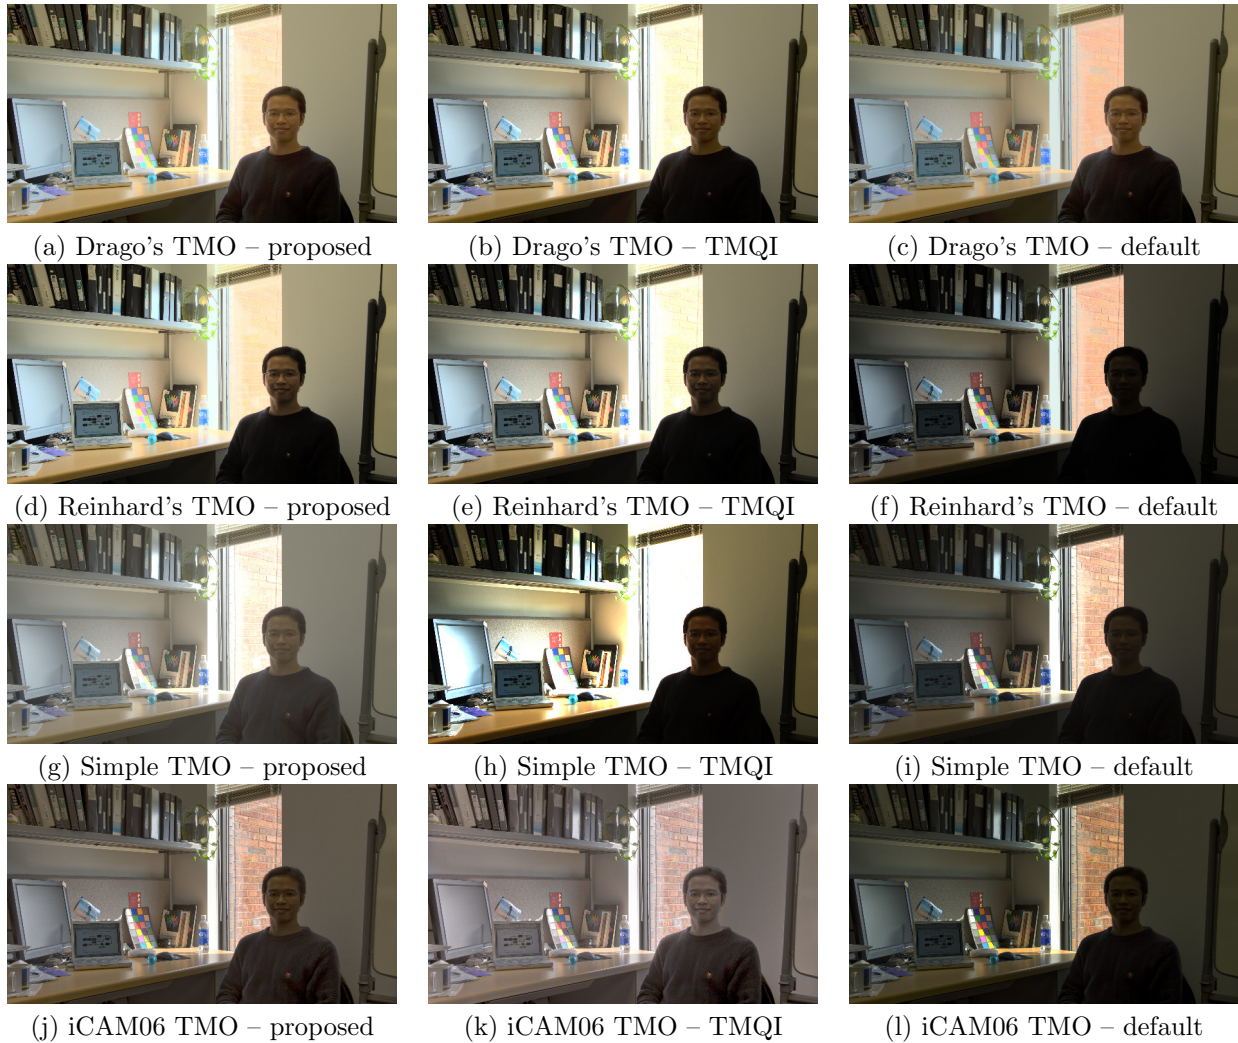 (a) Drago's TMO – proposed
(b) Drago's TMO – TMQI
(c) Drago's TMO – default
(d) Reinhard's TMO – proposed
(e) Reinhard's TMO – TMQI
(f) Reinhard's TMO – default
(g) Simple TMO – proposed
(h) Simple TMO – TMQI
(i) Simple TMO – default
(j) iCAM06 TMO – proposed
(k) iCAM06 TMO – TMQI
(l) iCAM06 TMO – default